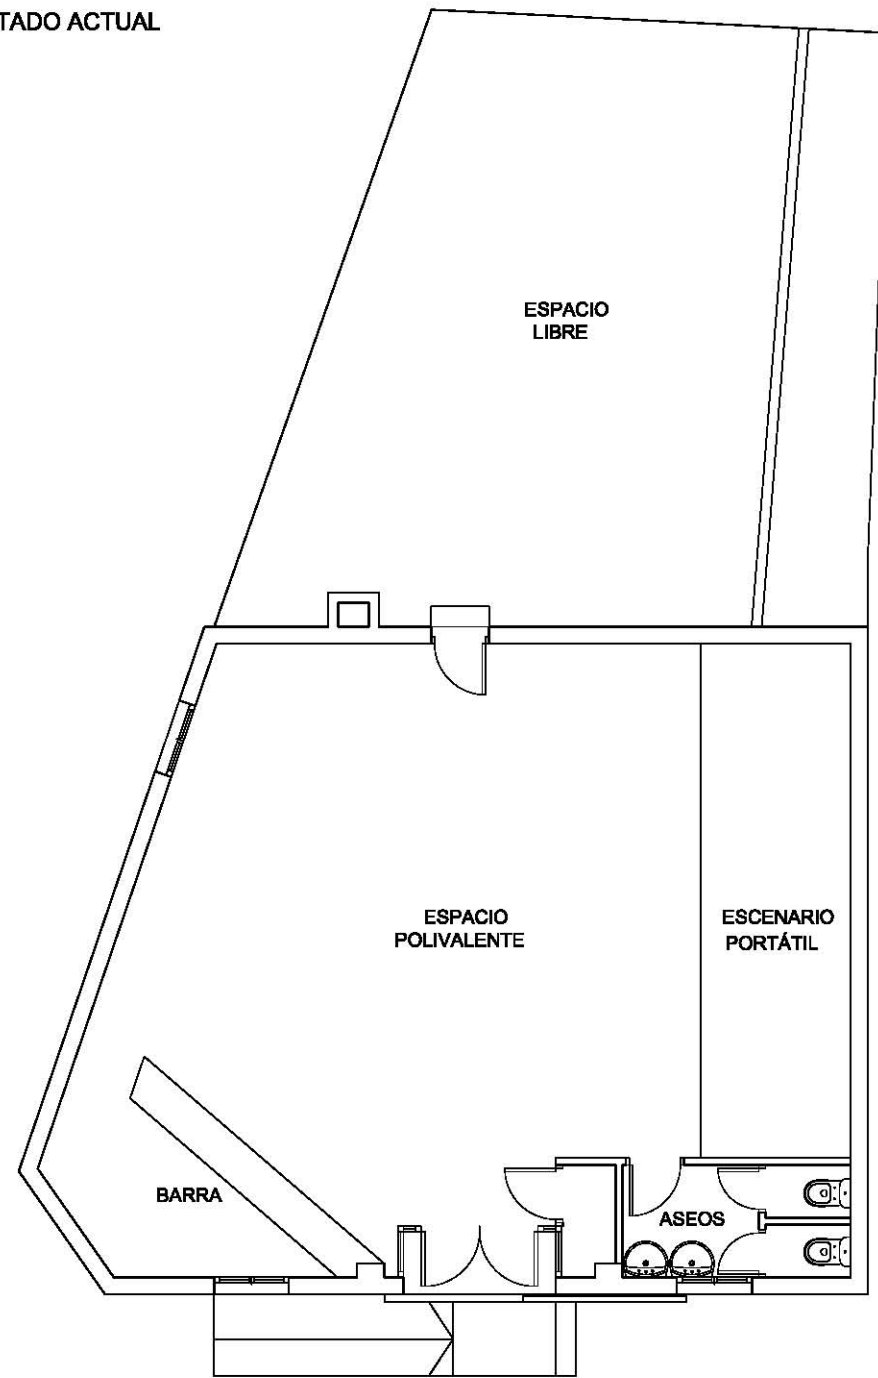 TADO ACTUAL
ESPACIO
LIBRE
ESPACIO
POLIVALENTE
ESCENARIO
PORTÁTIL
BARRA
ASEOS